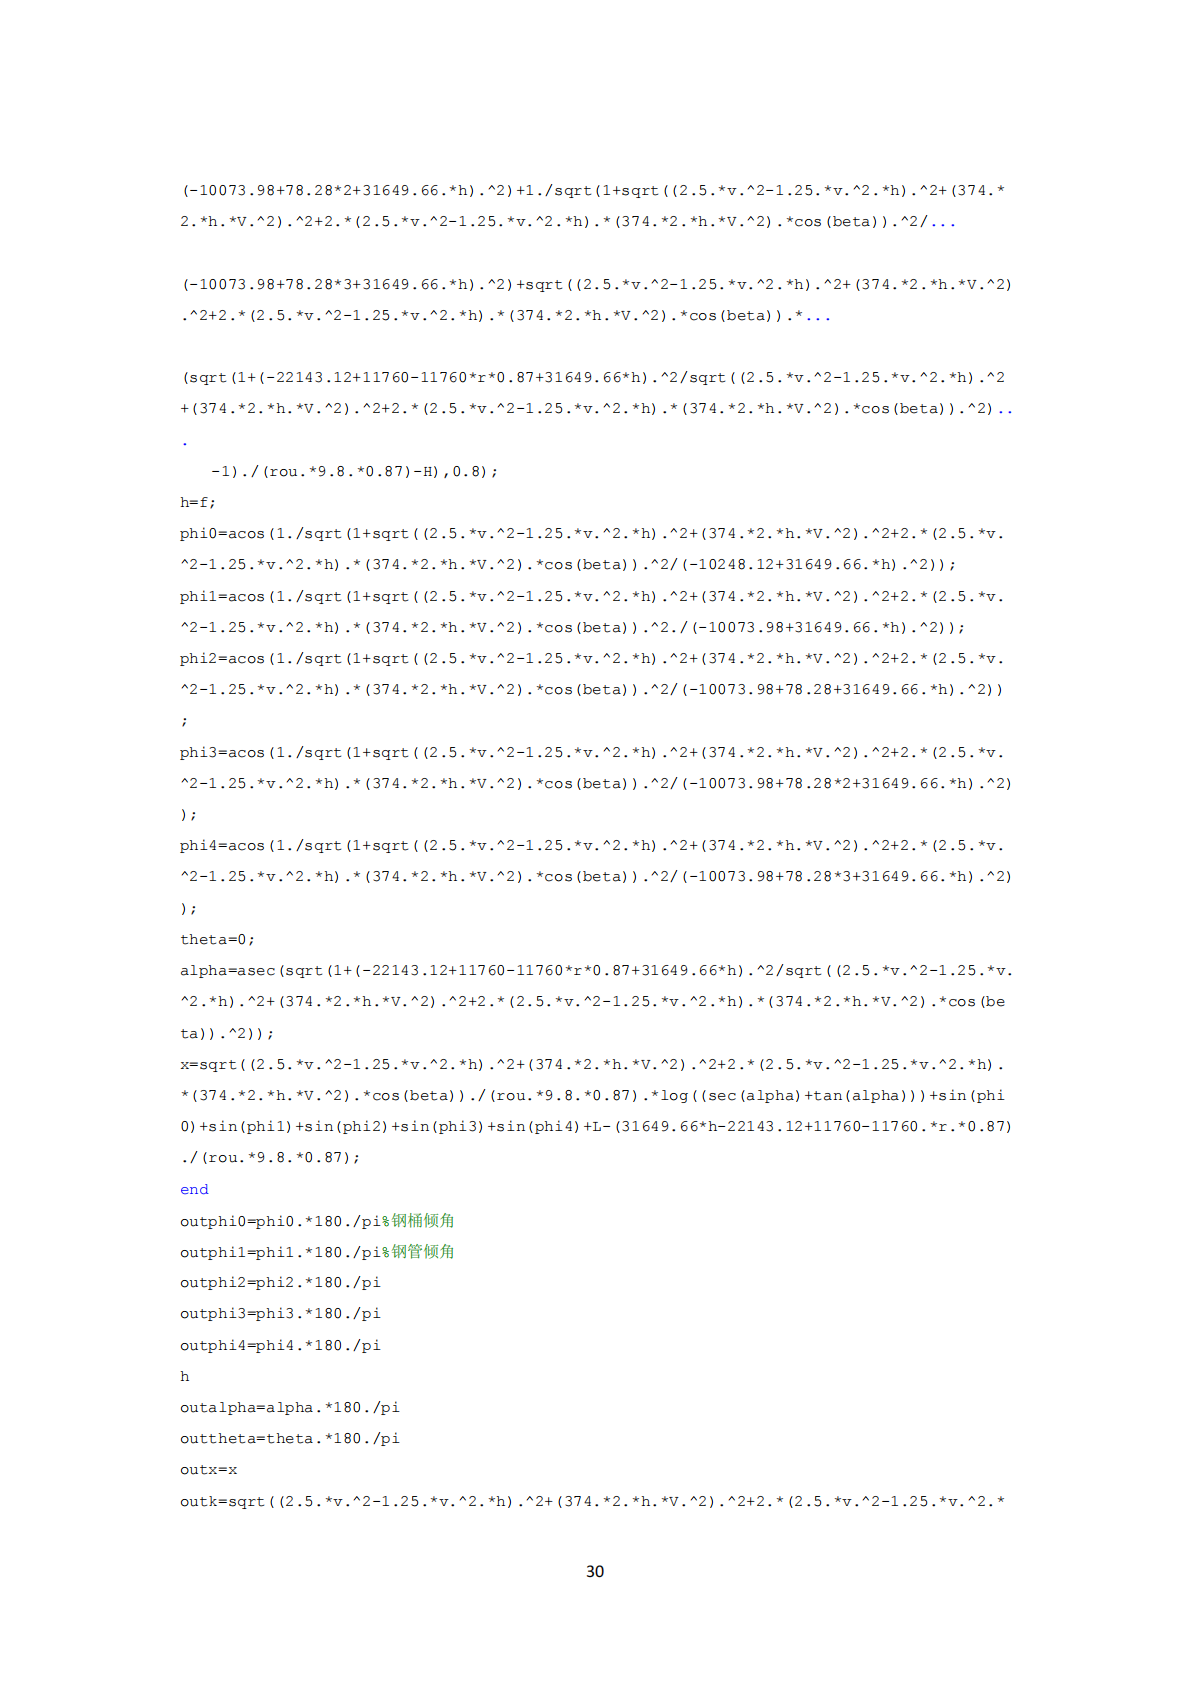 (-10073.98+78.28*2+31649.66.*h).^2)+1./sqrt(1+sqrt((2.5.*v.^2-1.25.*v.^2.*h).^2+(374.*
2.*h.*V.^2).^2+2.*(2.5.*v.^2-1.25.*v.^2.*h).*(374.*2.*h.*V.^2).*cos(beta)).^2/...
(-10073.98+78.28*3+31649.66.*h).^2)+sqrt((2.5.*v.^2-1.25.*v.^2.*h).^2+(374.*2.*h.*V.^2)
.^2+2.*(2.5.*v.^2-1.25.*v.^2.*h).*(374.*2.*h.*V.^2).*cos(beta)).*...
(sqrt(1+(-22143.12+11760-11760*r*0.87+31649.66*h).^2/sqrt((2.5.*v.^2-1.25.*v.^2.*h).^2
+(374.*2.*h.*V.^2).^2+2.*(2.5.*v.^2-1.25.*v.^2.*h).*(374.*2.*h.*V.^2).*cos(beta)).^2)..
.
-1)./(rou.*9.8.*0.87)-H),0.8);
h=f;
phi0=acos(1./sqrt(1+sqrt((2.5.*v.^2-1.25.*v.^2.*h).^2+(374.*2.*h.*V.^2).^2+2.*(2.5.*v.
^2-1.25.*v.^2.*h).*(374.*2.*h.*V.^2).*cos(beta)).^2/(-10248.12+31649.66.*h).^2));
phi1=acos(1./sqrt(1+sqrt((2.5.*v.^2-1.25.*v.^2.*h).^2+(374.*2.*h.*V.^2).^2+2.*(2.5.*v.
^2-1.25.*v.^2.*h).*(374.*2.*h.*V.^2).*cos(beta)).^2./(-10073.98+31649.66.*h).^2));
phi2=acos(1./sqrt(1+sqrt((2.5.*v.^2-1.25.*v.^2.*h).^2+(374.*2.*h.*V.^2).^2+2.*(2.5.*v.
^2-1.25.*v.^2.*h).*(374.*2.*h.*V.^2).*cos(beta)).^2/(-10073.98+78.28+31649.66.*h).^2))
;
phi3=acos(1./sqrt(1+sqrt((2.5.*v.^2-1.25.*v.^2.*h).^2+(374.*2.*h.*V.^2).^2+2.*(2.5.*v.
^2-1.25.*v.^2.*h).*(374.*2.*h.*V.^2).*cos(beta)).^2/(-10073.98+78.28*2+31649.66.*h).^2)
);
phi4=acos(1./sqrt(1+sqrt((2.5.*v.^2-1.25.*v.^2.*h).^2+(374.*2.*h.*V.^2).^2+2.*(2.5.*v.
^2-1.25.*v.^2.*h).*(374.*2.*h.*V.^2).*cos(beta)).^2/(-10073.98+78.28*3+31649.66.*h).^2)
);
theta=0;
alpha=asec(sqrt(1+(-22143.12+11760-11760*r*0.87+31649.66*h).^2/sqrt((2.5.*v.^2-1.25.*v.
^2.*h).^2+(374.*2.*h.*V.^2).^2+2.*(2.5.*v.^2-1.25.*v.^2.*h).*(374.*2.*h.*V.^2).*cos(be
ta)).^2));
x=sqrt((2.5.*v.^2-1.25.*v.^2.*h).^2+(374.*2.*h.*V.^2).^2+2.*(2.5.*v.^2-1.25.*v.^2.*h).
*(374.*2.*h.*V.^2).*cos(beta))./(rou.*9.8.*0.87).*log((sec(alpha)+tan(alpha)))+sin(phi
0)+sin(phi1)+sin(phi2)+sin(phi3)+sin(phi4)+L-(31649.66*h-22143.12+11760-11760.*r.*0.87)
./(rou.*9.8.*0.87);
end
outphi0=phi0.*180./pi%钢桶倾角
outphi1=phi1.*180./pi%钢管倾角
outphi2=phi2.*180./pi
outphi3=phi3.*180./pi
outphi4=phi4.*180./pi
h
outalpha=alpha.*180./pi
outtheta=theta.*180./pi
outx=x
outk=sqrt((2.5.*v.^2-1.25.*v.^2.*h).^2+(374.*2.*h.*V.^2).^2+2.*(2.5.*v.^2-1.25.*v.^2.*
30